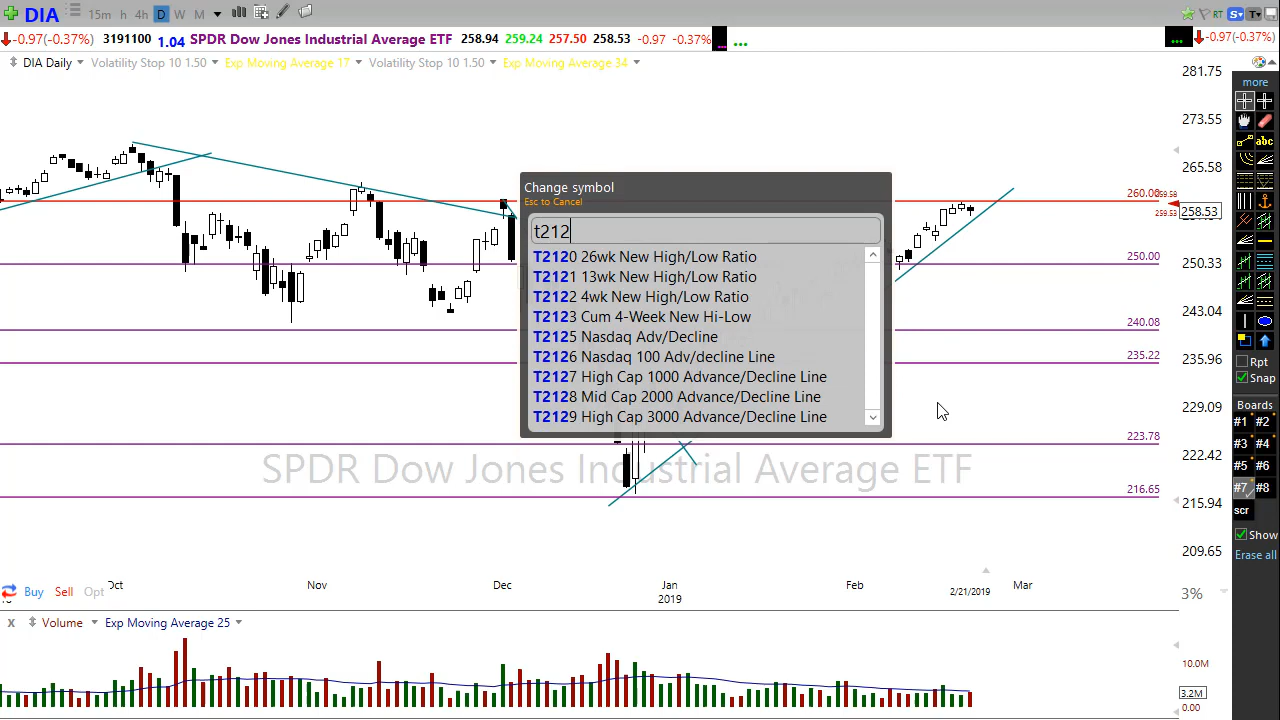 DIA 15m h 4h D W M RT S T
-0.97(-0.37%) 3191100 1.04 SPDR Dow Jones Industrial Average ETF 258.94 259.24 257.50 258.53 -0.97 -0.37% ... ... ... -0.97(-0.37%)
DIA Daily Volatility Stop 10 1.50 Exp Moving Average 17 Volatility Stop 10 1.50 Exp Moving Average 34
281.75
more
273.55
abc
265.58
Change symbol
Esc to Cancel
260.00
259.53
258.53
t212
T2120 26wk New High/Low Ratio
T2121 13wk New High/Low Ratio
T2122 4wk New High/Low Ratio
T2123 Cum 4-Week New Hi-Low
T2125 Nasdaq Adv/Decline
T2126 Nasdaq 100 Adv/decline Line
T2127 High Cap 1000 Advance/Decline Line
T2128 Mid Cap 2000 Advance/Decline Line
T2129 High Cap 3000 Advance/Decline Line
250.00
250.33
243.04
240.08
235.22
235.96
Rpt
Snap
Boards
229.09
#1 #2
#3 #4
#5 #6
#7 #8
scr
223.78
222.42
SPDR Dow Jones Industrial Average ETF
216.65
215.94
Show
Erase all
209.65
Buy Sell Opt Oct Nov Dec Jan Feb Mar
2019 2/21/2019
3%
x Volume Exp Moving Average 25
10.0M
3.2M
0.00